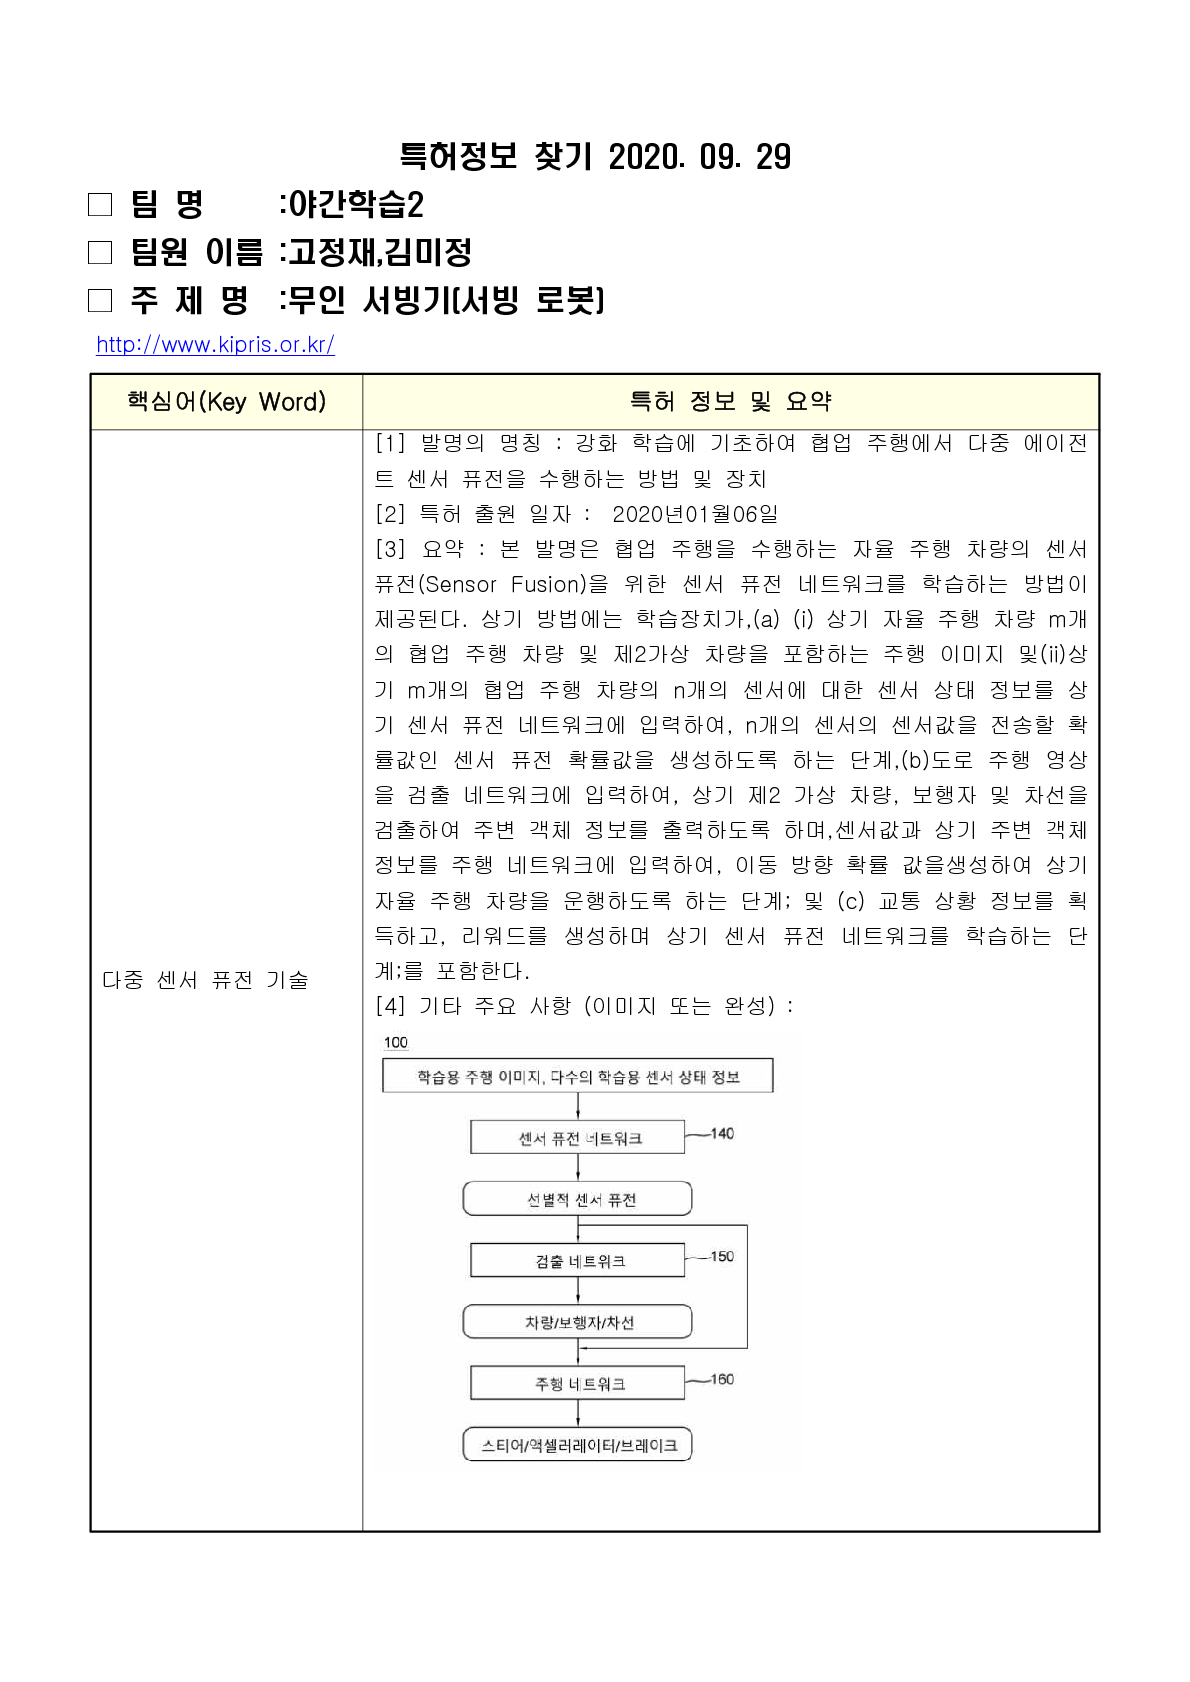 특허정보 찾기 2020. 09. 29
□ 팀 명 :야간학습2
□ 팀원 이름 :고정재,김미정
□ 주 제 명 :무인 서빙기(서빙 로봇)
http://www.kipris.or.kr/
핵심어(Key Word)
특허 정보 및 요약
다중 센서 퓨전 기술
[1] 발명의 명칭 : 강화 학습에 기초하여 협업 주행에서 다중 에이전
트 센서 퓨전을 수행하는 방법 및 장치
[2] 특허 출원 일자 : 2020년01월06일
[3] 요약 : 본 발명은 협업 주행을 수행하는 자율 주행 차량의 센서
퓨전(Sensor Fusion)을 위한 센서 퓨전 네트워크를 학습하는 방법이
제공된다. 상기 방법에는 학습장치가,(a) (i) 상기 자율 주행 차량 m개
의 협업 주행 차량 및 제2가상 차량을 포함하는 주행 이미지 및(ii)상
기 m개의 협업 주행 차량의 n개의 센서에 대한 센서 상태 정보를 상
기 센서 퓨전 네트워크에 입력하여, n개의 센서의 센서값을 전송할 확
률값인 센서 퓨전 확률값을 생성하도록 하는 단계,(b)도로 주행 영상
을 검출 네트워크에 입력하여, 상기 제2 가상 차량, 보행자 및 차선을
검출하여 주변 객체 정보를 출력하도록 하며,센서값과 상기 주변 객체
정보를 주행 네트워크에 입력하여, 이동 방향 확률 값을생성하여 상기
자율 주행 차량을 운행하도록 하는 단계; 및 (c) 교통 상황 정보를 획
득하고, 리워드를 생성하며 상기 센서 퓨전 네트워크를 학습하는 단
계;를 포함한다.
[4] 기타 주요 사항 (이미지 또는 완성) :
100
학습용 주행 이미지, 다수의 학습용 센서 상태 정보
센서 퓨전 네트워크 140
선별적 센서 퓨전
검출 네트워크 150
차량/보행자/차선
주행 네트워크 160
스티어/액셀러레이터/브레이크